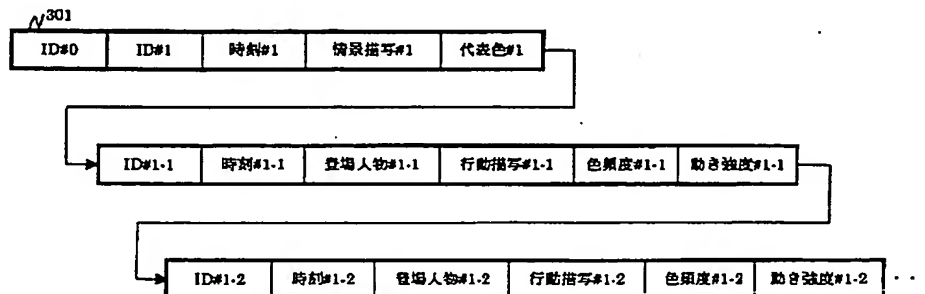 301
ID#0 ID#1 時刻#1 情景描写#1 代表色#1
ID#1-1 時刻#1-1 登場人物#1-1 行動描写#1-1 色頻度#1-1 動き強度#1-1
ID#1-2 時刻#1-2 登場人物#1-2 行動描写#1-2 色頻度#1-2 動き強度#1-2 ・・